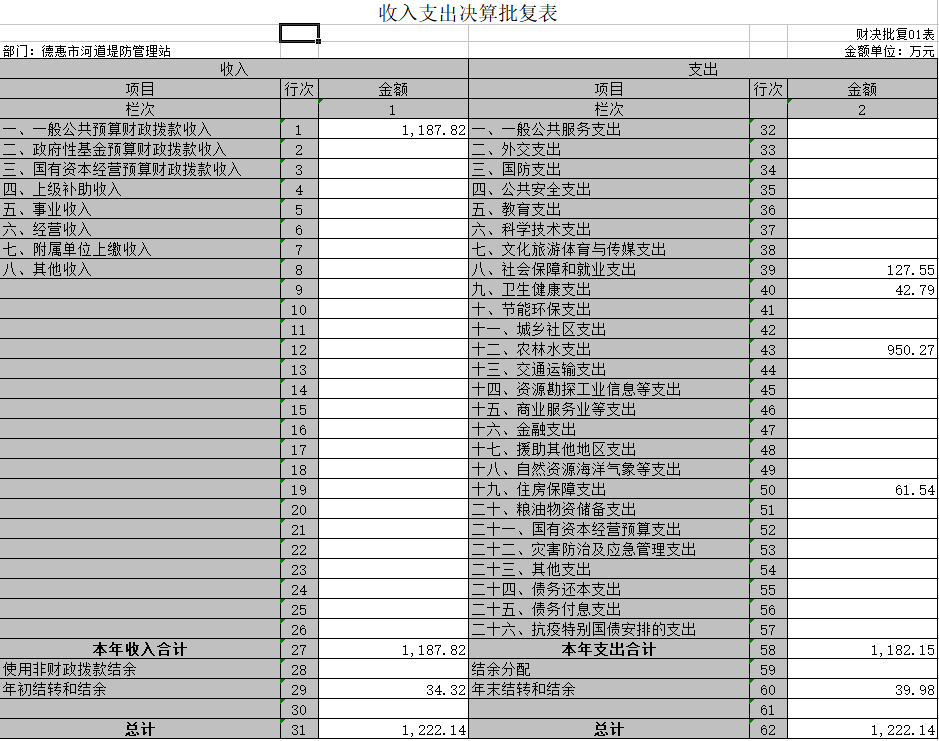 收入支出决算批复表
财决批复01表
部门：德惠市河道堤防管理站 金额单位：万元
收入 支出
项目 行次 金额 项目 行次 金额
栏次 1 栏次 2
一、一般公共预算财政拨款收入 1 1,187.82 一、一般公共服务支出 32
二、政府性基金预算财政拨款收入 2 二、外交支出 33
三、国有资本经营预算财政拨款收入 3 三、国防支出 34
四、上级补助收入 4 四、公共安全支出 35
五、事业收入 5 五、教育支出 36
六、经营收入 6 六、科学技术支出 37
七、附属单位上缴收入 7 七、文化旅游体育与传媒支出 38
八、其他收入 8 八、社会保障和就业支出 39 127.55
9 九、卫生健康支出 40 42.79
10 十、节能环保支出 41
11 十一、城乡社区支出 42
12 十二、农林水支出 43 950.27
13 十三、交通运输支出 44
14 十四、资源勘探工业信息等支出 45
15 十五、商业服务业等支出 46
16 十六、金融支出 47
17 十七、援助其他地区支出 48
18 十八、自然资源海洋气象等支出 49
19 十九、住房保障支出 50 61.54
20 二十、粮油物资储备支出 51
21 二十一、国有资本经营预算支出 52
22 二十二、灾害防治及应急管理支出 53
23 二十三、其他支出 54
24 二十四、债务还本支出 55
25 二十五、债务付息支出 56
26 二十六、抗疫特别国债安排的支出 57
本年收入合计 27 1,187.82 本年支出合计 58 1,182.15
使用非财政拨款结余 28 结余分配 59
年初结转和结余 29 34.32 年末结转和结余 60 39.98
30 61
总计 31 1,222.14 总计 62 1,222.14